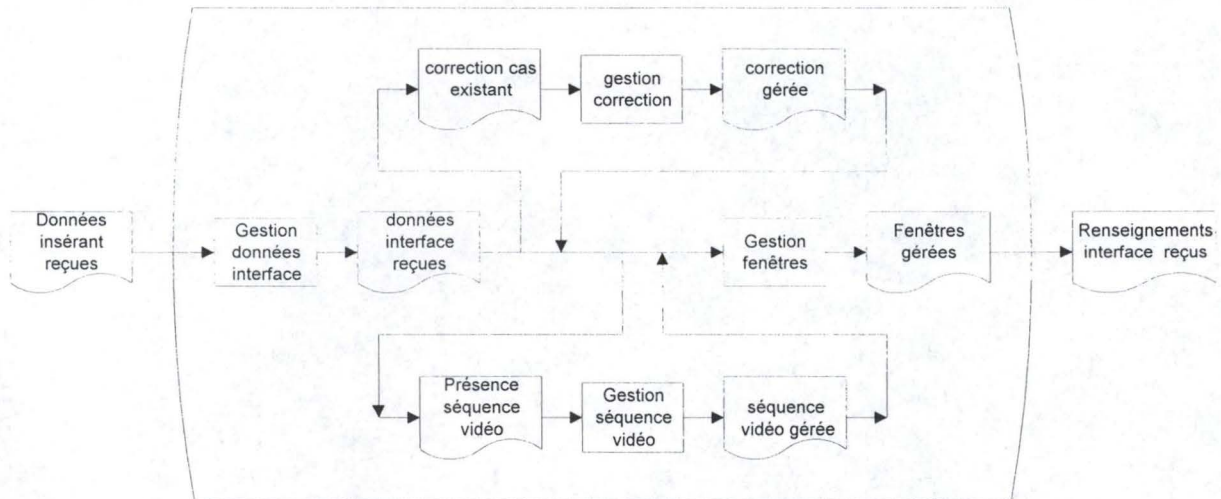 correction cas
existant
gestion
correction
correction
gérée
Données
insérant
reçues
Gestion
données
interface
données
interface
reçues
Gestion
fenêtres
Fenêtres
gérées
Renseignements
interface reçus
Présence
séquence
vidéo
Gestion
séquence
vidéo
séquence
vidéo gérée